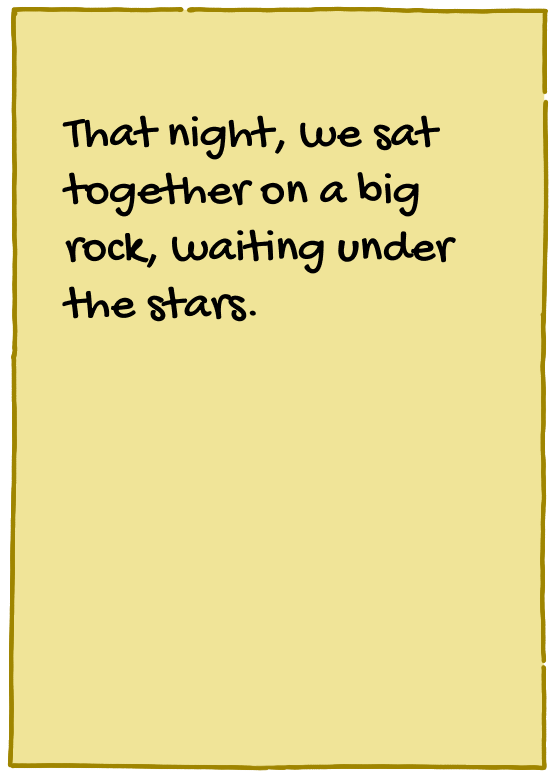 That night, we sat
together on a big
rock, waiting under
the stars.